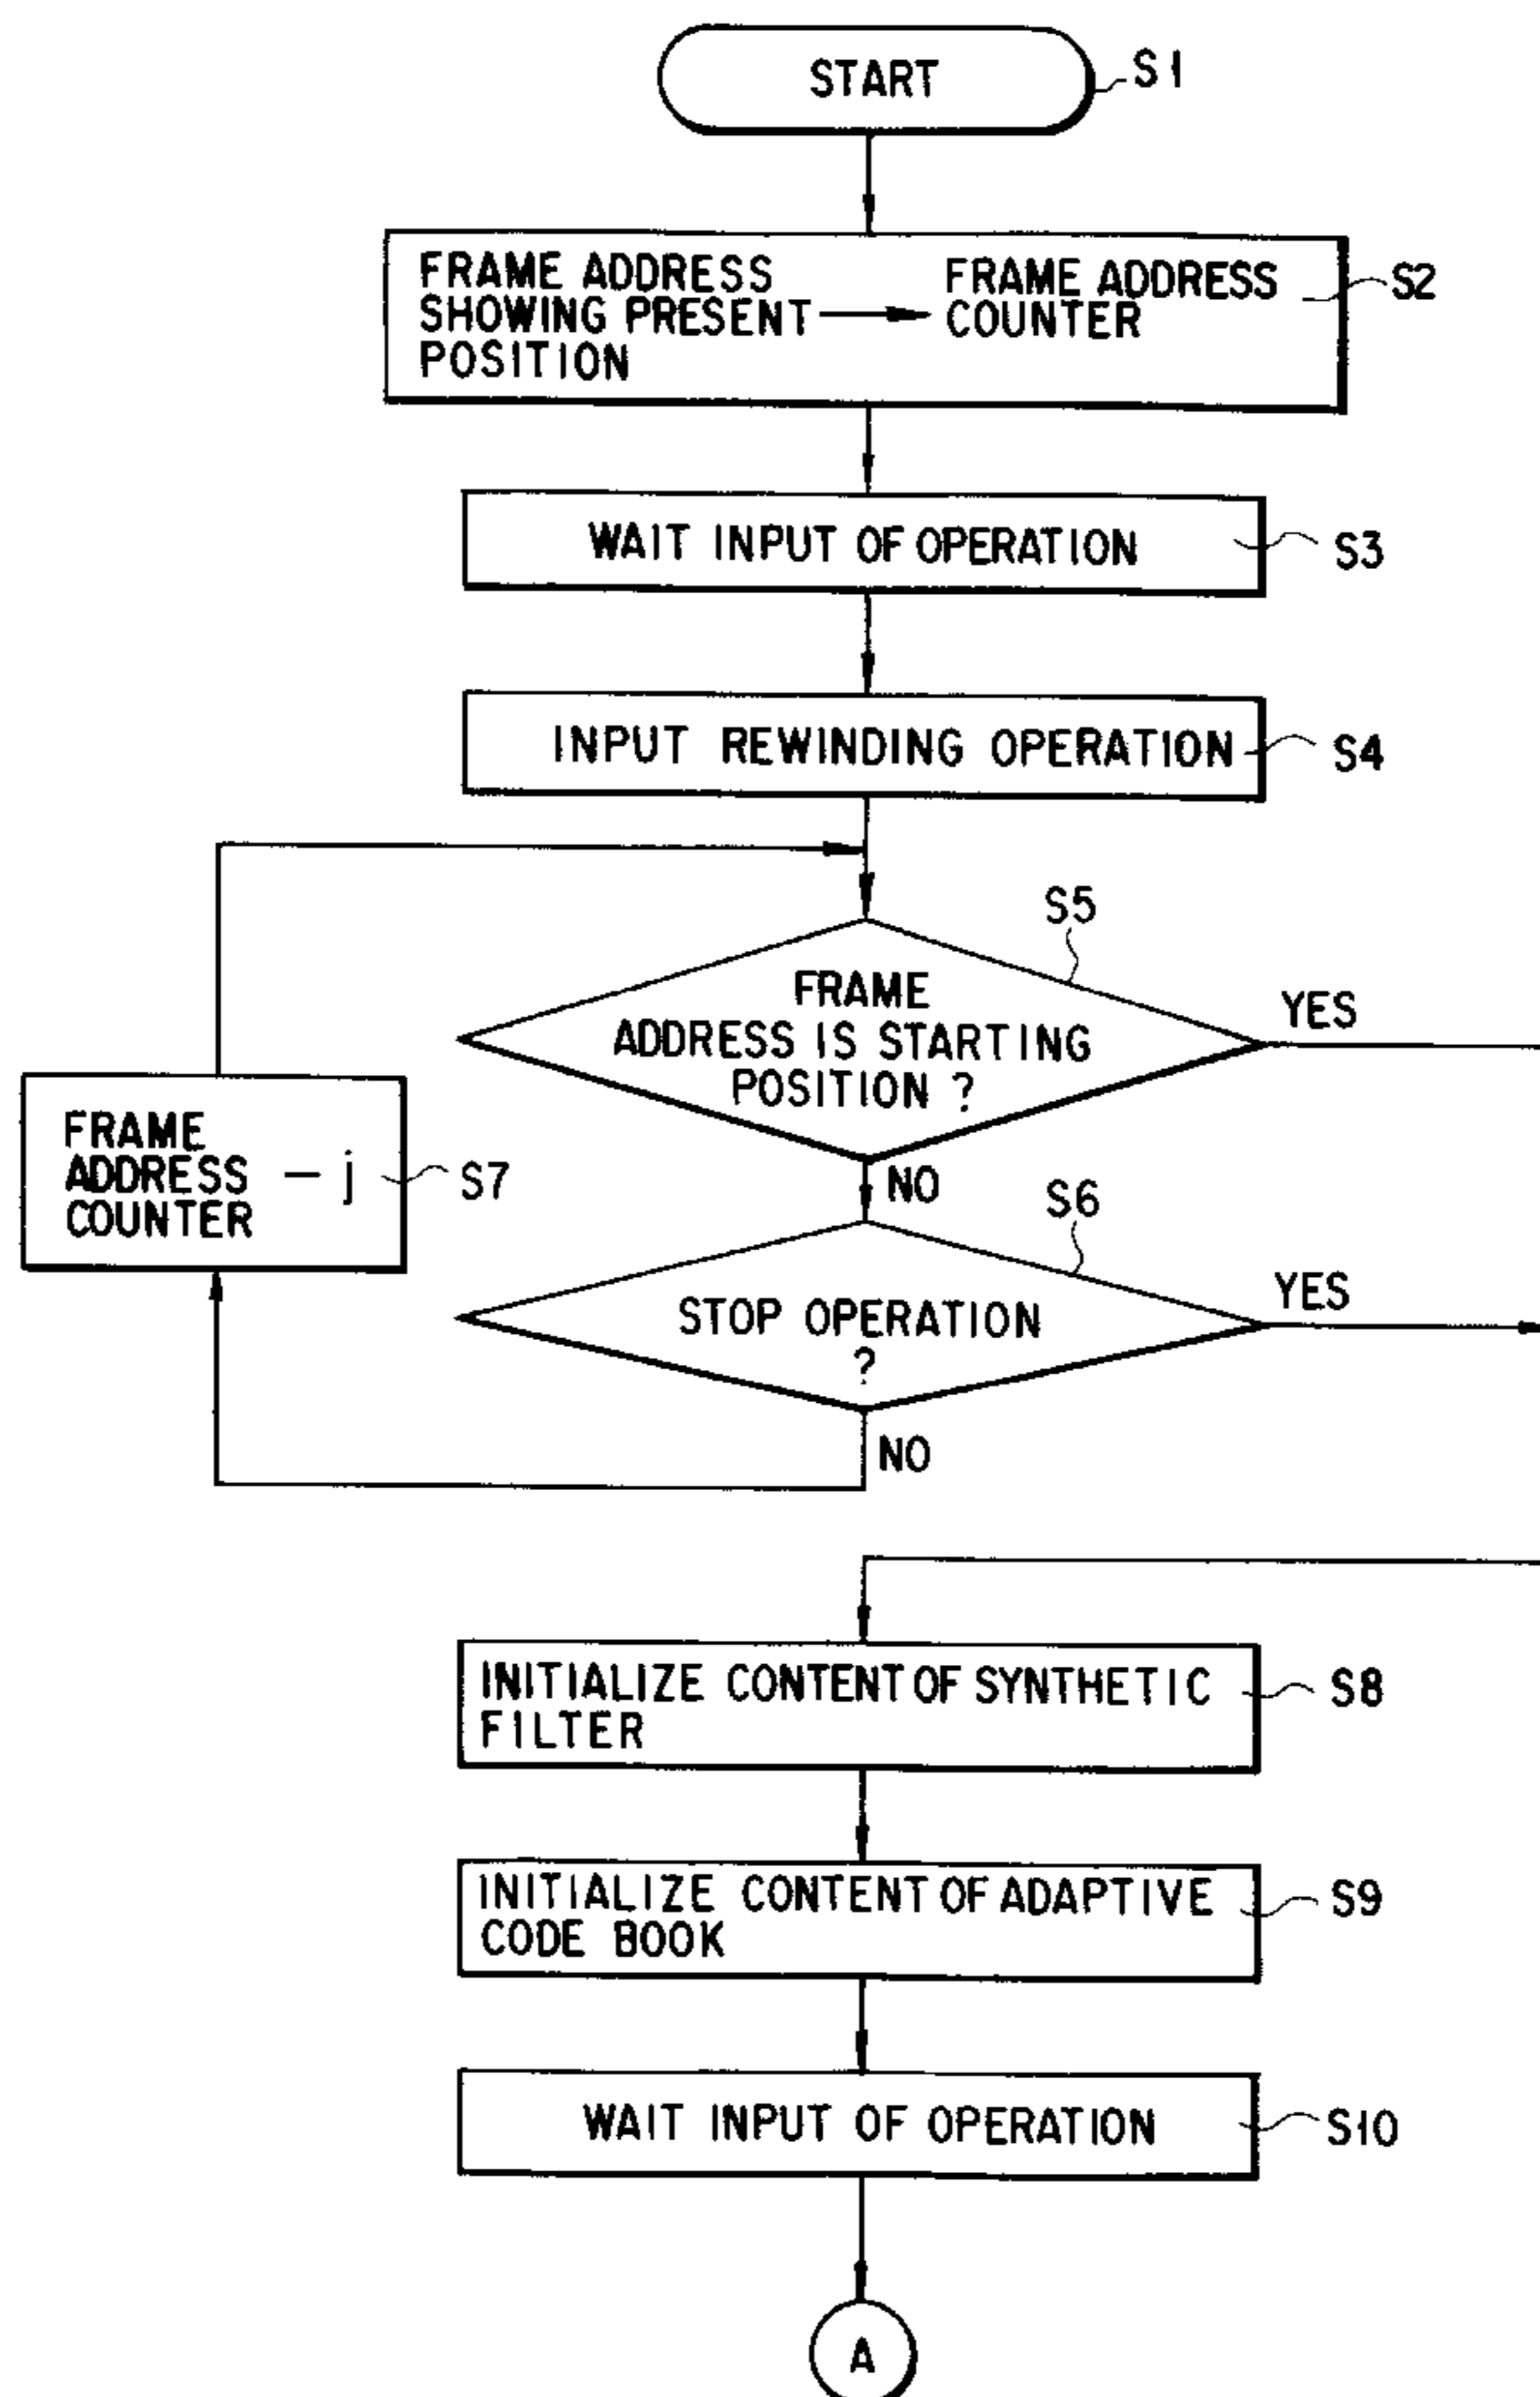 START
S1
FRAME ADDRESS
SHOWING PRESENT
POSITION
FRAME ADDRESS
COUNTER
S2
WAIT INPUT OF OPERATION
S3
INPUT REWINDING OPERATION
S4
S5
FRAME
ADDRESS IS STARTING
POSITION ?
YES
NO
FRAME
ADDRESS
COUNTER
– j
S7
S6
STOP OPERATION
?
YES
NO
INITIALIZE CONTENT OF SYNTHETIC
FILTER
S8
INITIALIZE CONTENT OF ADAPTIVE
CODE BOOK
S9
WAIT INPUT OF OPERATION
S10
A